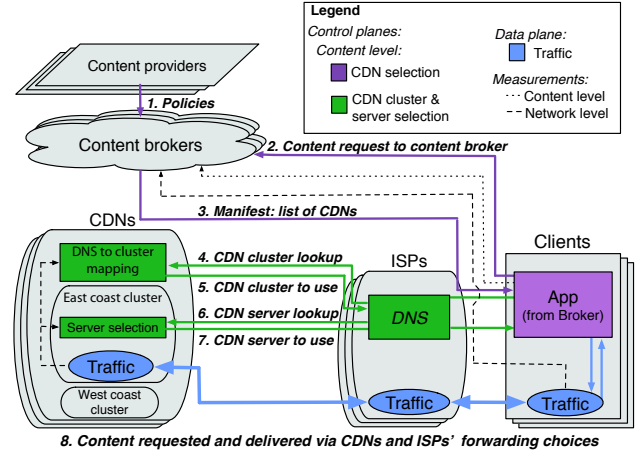 Legend
Control planes:
Content level:
CDN selection
CDN cluster &
server selection
Data plane:
Traffic
Measurements:
Content level
Network level
Content providers
1. Policies
Content brokers
2. Content request to content broker
3. Manifest: list of CDNs
CDNs
DNS to cluster
mapping
East coast cluster
Server selection
Traffic
West coast
cluster
4. CDN cluster lookup
5. CDN cluster to use
6. CDN server lookup
7. CDN server to use
ISPs
DNS
Traffic
Clients
App
(from Broker)
Traffic
8. Content requested and delivered via CDNs and ISPs' forwarding choices